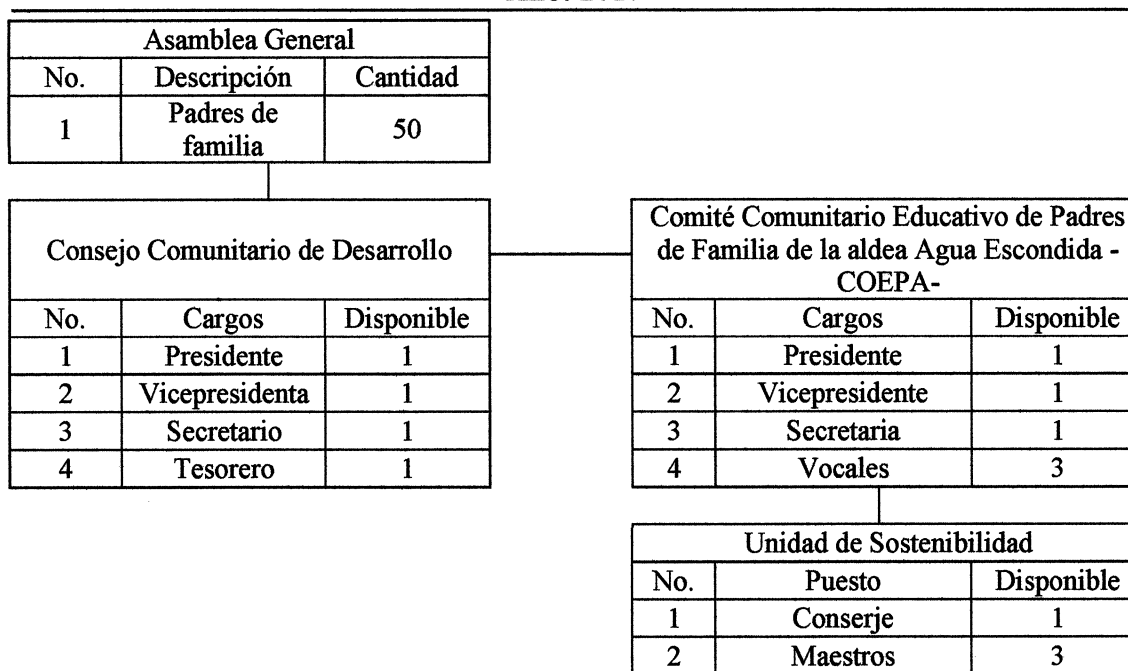 Asamblea General
No. Descripción Cantidad
1 Padres de familia 50
Consejo Comunitario de Desarrollo
No. Cargos Disponible
1 Presidente 1
2 Vicepresidenta 1
3 Secretario 1
4 Tesorero 1
Comité Comunitario Educativo de Padres
de Familia de la aldea Agua Escondida -
COEPA-
No. Cargos Disponible
1 Presidente 1
2 Vicepresidente 1
3 Secretaria 1
4 Vocales 3
Unidad de Sostenibilidad
No. Puesto Disponible
1 Conserje 1
2 Maestros 3